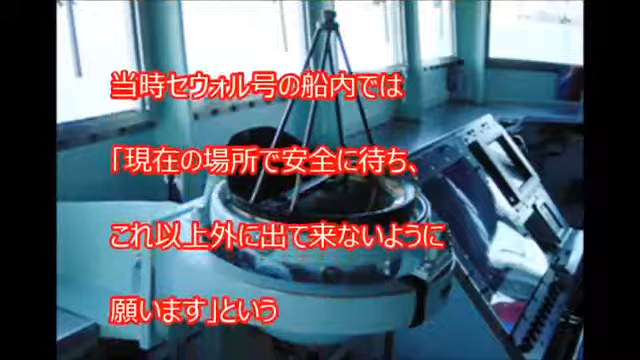 当時セウォル号の船内では
「現在の場所で安全に待ち、
これ以上外に出て来ないように
願います」という